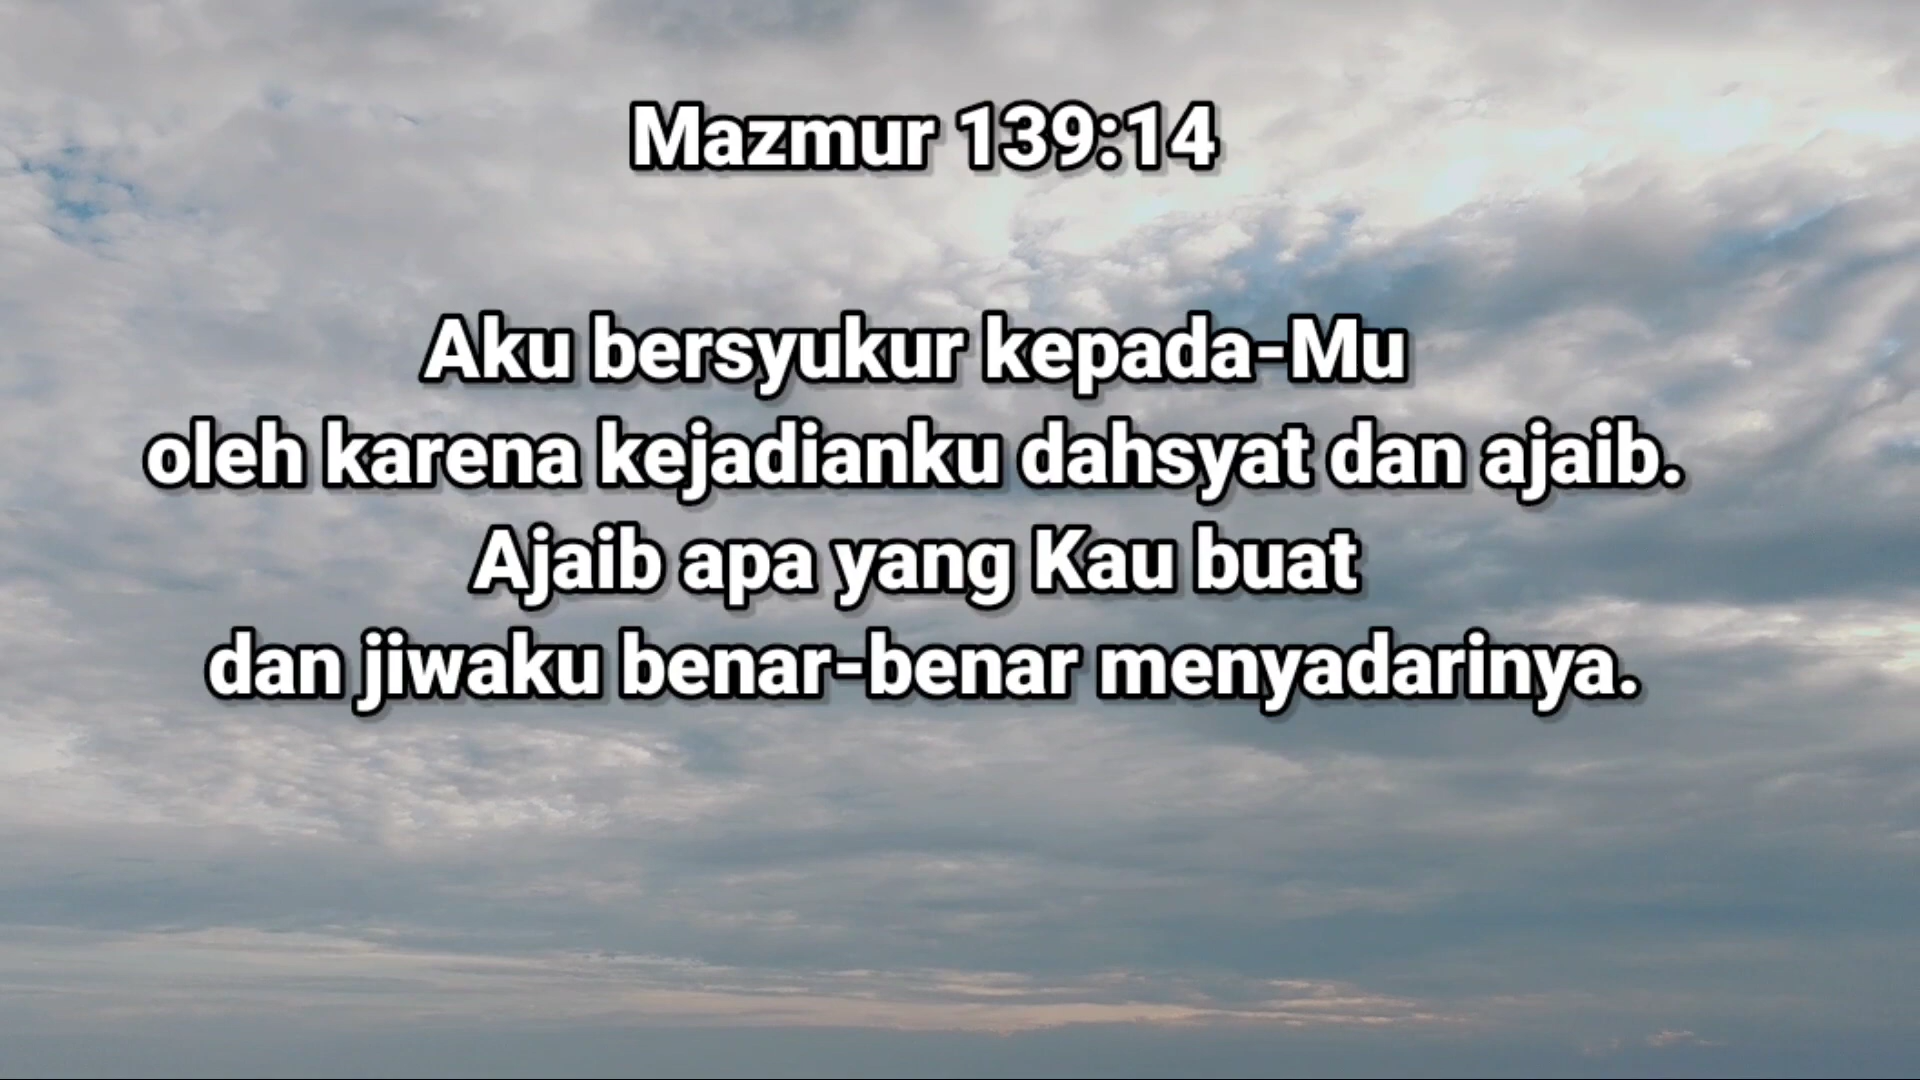 Mazmur 139:14
Aku bersyukur kepada-Mu
oleh karena kejadianku dahsyat dan ajaib.
Ajaib apa yang Kau buat
dan jiwaku benar-benar menyadarinya.